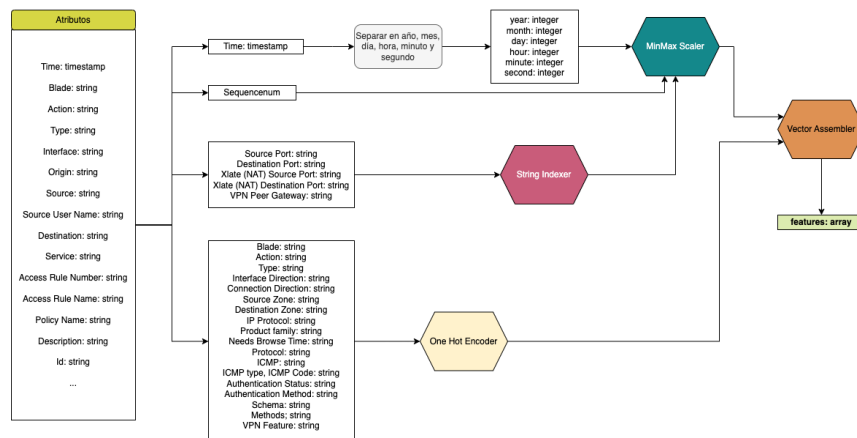 Atributos
Time: timestamp
Blade: string
Action: string
Type: string
Interface: string
Origin: string
Source: string
Source User Name: string
Destination: string
Service: string
Access Rule Number: string
Access Rule Name: string
Policy Name: string
Description: string
Id: string
...
Time: timestamp
Separar en año, mes,
día, hora, minuto y
segundo
year: integer
month: integer
day: integer
hour: integer
minute: integer
second: integer
MinMax Scaler
Sequencenum
Source Port: string
Destination Port: string
Xlate (NAT) Source Port: string
Xlate (NAT) Destination Port: string
VPN Peer Gateway: string
String Indexer
Vector Assembler
features: array
Blade: string
Action: string
Type: string
Interface Direction: string
Connection Direction: string
Source Zone: string
Destination Zone: string
IP Protocol: string
Product family: string
Needs Browse Time: string
Protocol: string
ICMP: string
ICMP type, ICMP Code: string
Authentication Status: string
Authentication Method: string
Schema: string
Methods; string
VPN Feature: string
One Hot Encoder